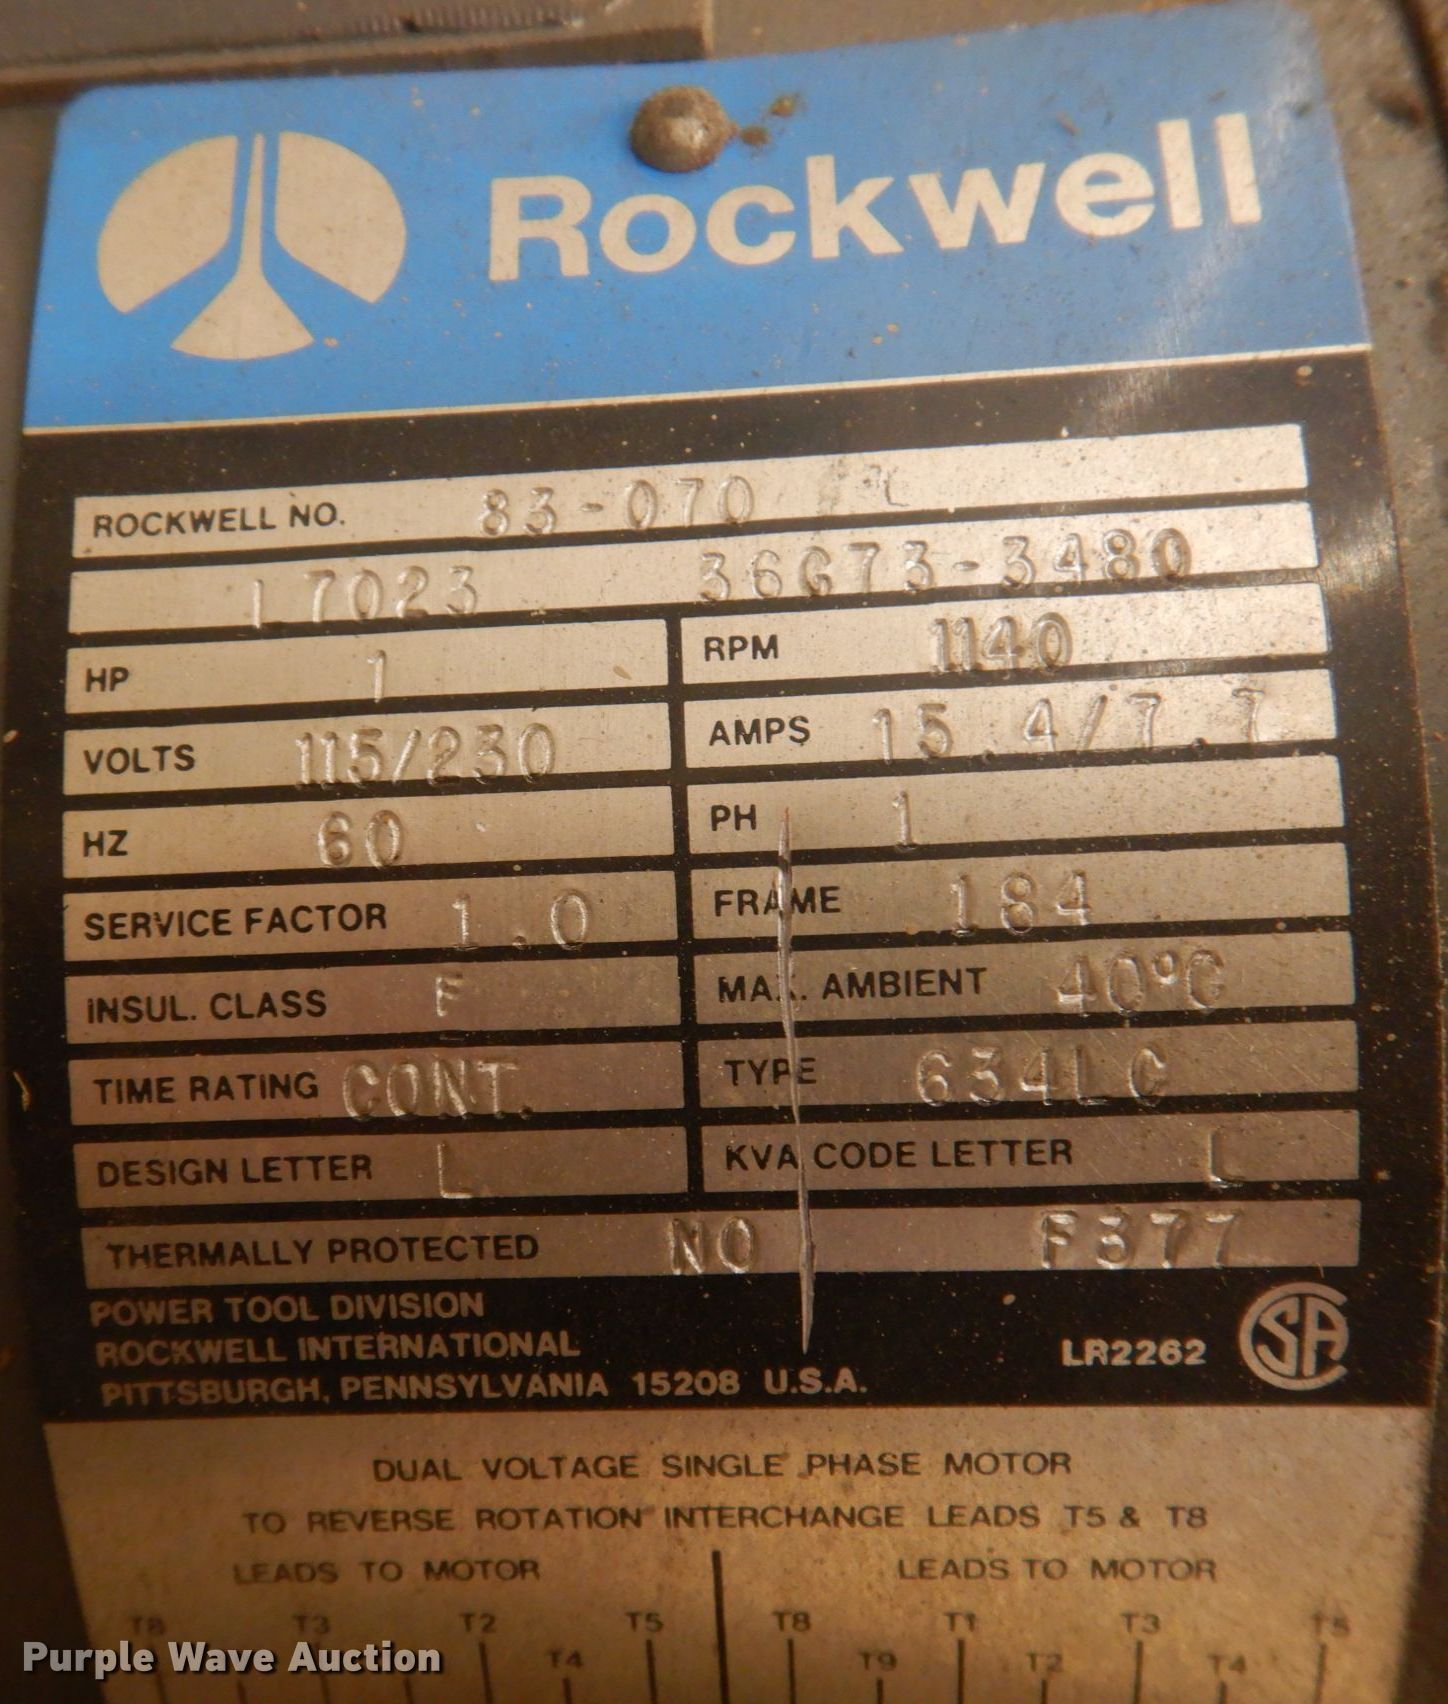 Rockwell
ROCKWELL NO. 83-070 L
L7023 36G73-3480
HP 1 RPM 1140
VOLTS 115/230 AMPS 15.4/7.7
HZ 60 PH 1
SERVICE FACTOR 1.0 FRAME 184
INSUL. CLASS F MAX. AMBIENT 40°C
TIME RATING CONT. TYPE 634LC
DESIGN LETTER L KVA CODE LETTER L
THERMALLY PROTECTED NO F377
POWER TOOL DIVISION
ROCKWELL INTERNATIONAL
PITTSBURGH, PENNSYLVANIA 15208 U.S.A.
LR2262 SA
DUAL VOLTAGE SINGLE PHASE MOTOR
TO REVERSE ROTATION INTERCHANGE LEADS T5 & T8
LEADS TO MOTOR LEADS TO MOTOR
T8 T3 T2 T5 T8 T1 T3 T5
T4 T9 T2 T4
Purple Wave Auction